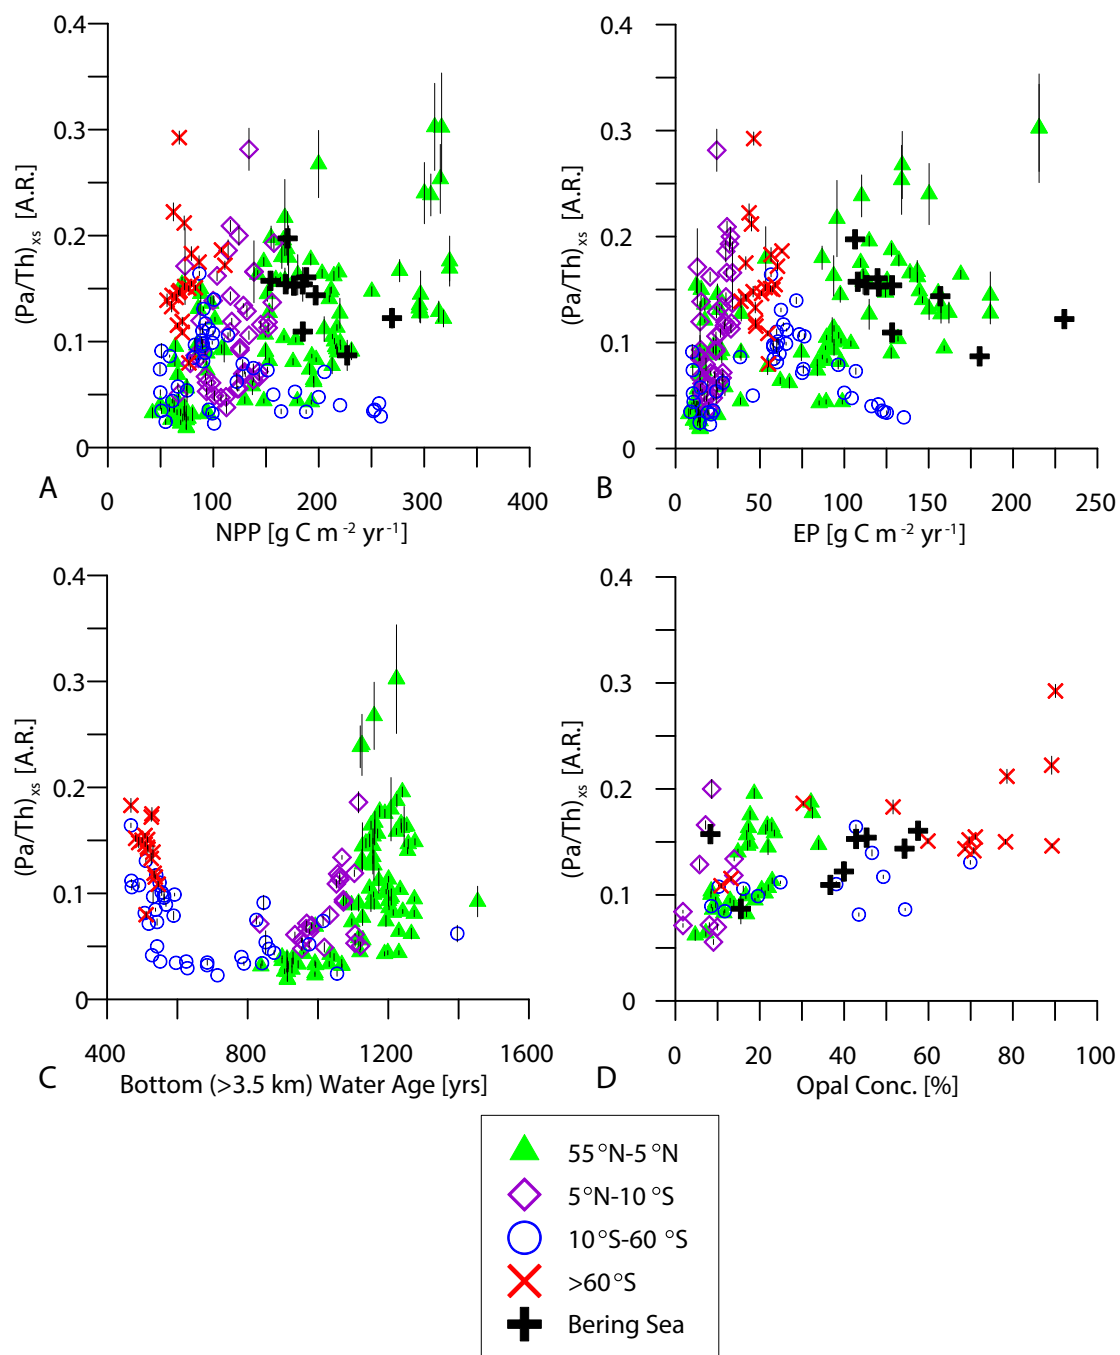 0.4
0.3
0.2
0.1
0
(Pa/Th)xs [A.R.]
0 100 200 300 400
A
NPP [g C m -2 yr-1]
0.4
0.3
0.2
0.1
0
(Pa/Th)xs [A.R.]
0 50 100 150 200 250
B
EP [g C m -2 yr-1]
0.4
0.3
0.2
0.1
0
(Pa/Th)xs [A.R.]
400 800 1200 1600
C
Bottom (>3.5 km) Water Age [yrs]
0.4
0.3
0.2
0.1
0
(Pa/Th)xs [A.R.]
0 20 40 60 80 100
D
Opal Conc. [%]
55°N-5°N
5°N-10°S
10°S-60°S
>60°S
Bering Sea